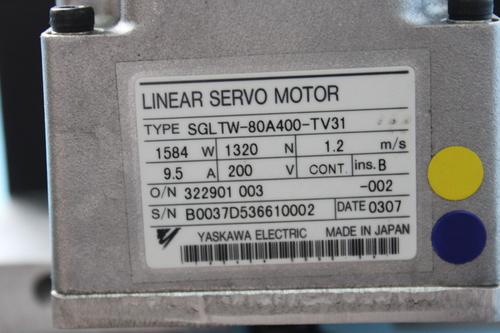 LINEAR SERVO MOTOR
TYPE SGLTW-80A400-TV31
1584 W 1320 N 1.2 m/s
9.5 A 200 V CONT. ins. B
O/N 322901 003 -002
S/N B0037D536610002 DATE 0307
YASKAWA ELECTRIC MADE IN JAPAN